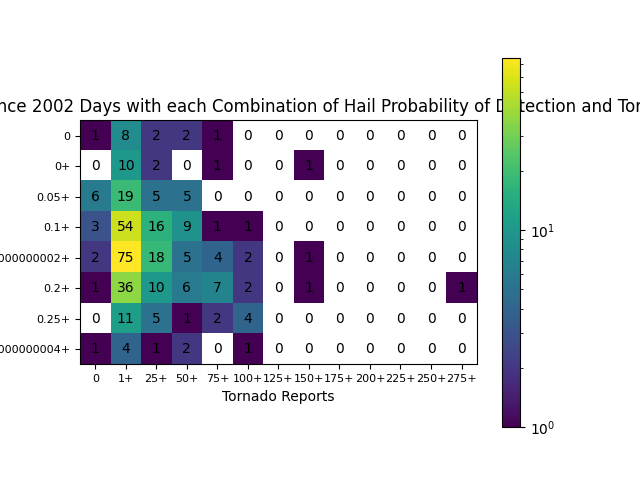 nce 2002 Days with each Combination of Hail Probability of Detection and Tor
0 1 8 2 2 1 0 0 0 0 0 0 0 0
0+ 0 10 2 0 1 0 0 1 0 0 0 0 0
0.05+ 6 19 5 5 0 0 0 0 0 0 0 0 0
0.1+ 3 54 16 9 1 1 0 0 0 0 0 0 0
000000002+ 2 75 18 5 4 2 0 1 0 0 0 0 0
0.2+ 1 36 10 6 7 2 0 1 0 0 0 0 1
0.25+ 0 11 5 1 2 4 0 0 0 0 0 0 0
000000004+ 1 4 1 2 0 1 0 0 0 0 0 0 0
0 1+ 25+ 50+ 75+ 100+ 125+ 150+ 175+ 200+ 225+ 250+ 275+
Tornado Reports
10¹
10⁰